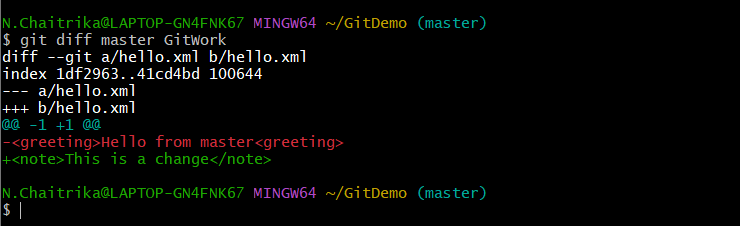 N.Chaitrika@LAPTOP-GN4FNK67 MINGW64 ~/GitDemo (master)
$ git diff master GitWork
diff --git a/hello.xml b/hello.xml
index 1df2963..41cd4bd 100644
--- a/hello.xml
+++ b/hello.xml
@@ -1 +1 @@
-<greeting>Hello from master<greeting>
+<note>This is a change</note>
N.Chaitrika@LAPTOP-GN4FNK67 MINGW64 ~/GitDemo (master)
$